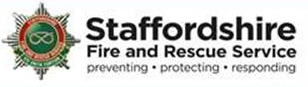 Staffordshire
Fire and Rescue Service
preventing • protecting • responding